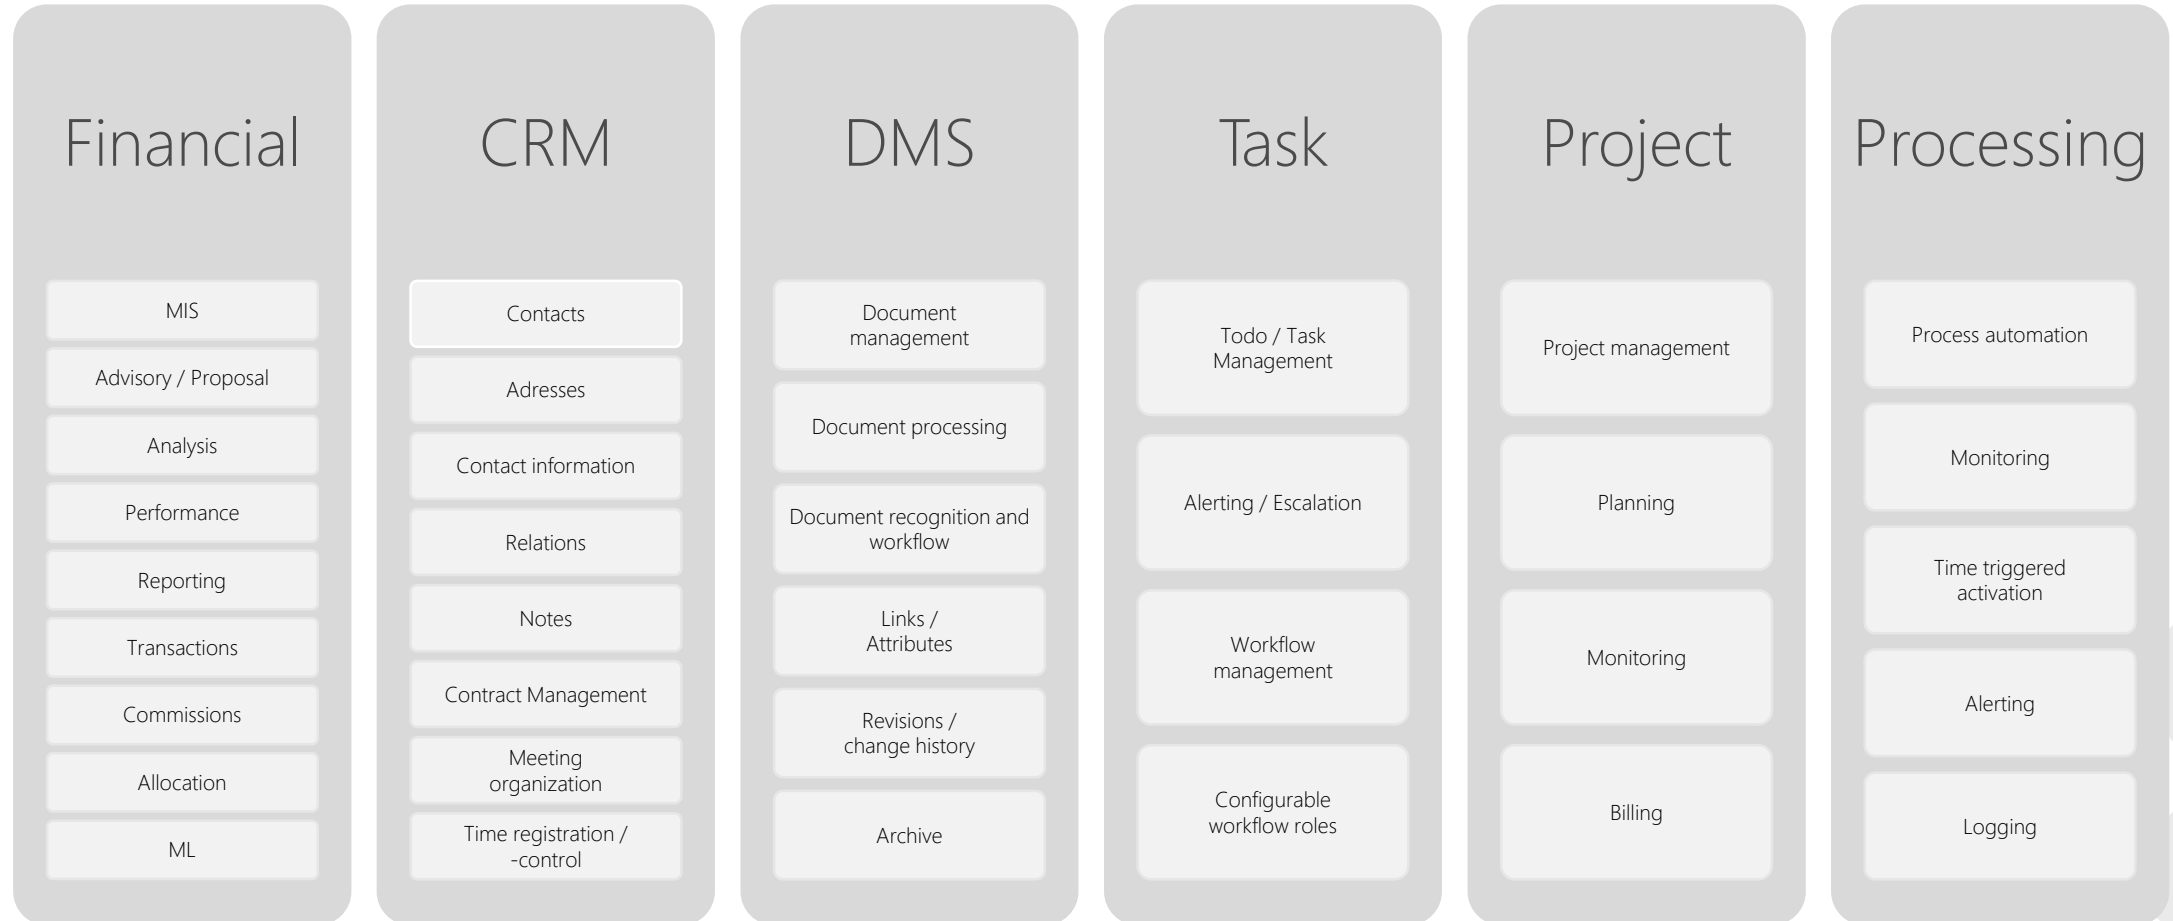 Financial
MIS
Advisory / Proposal
Analysis
Performance
Reporting
Transactions
Commissions
Allocation
ML
CRM
Contacts
Adresses
Contact information
Relations
Notes
Contract Management
Meeting
organization
Time registration /
-control
DMS
Document
management
Document processing
Document recognition and
workflow
Links /
Attributes
Revisions /
change history
Archive
Task
Todo / Task
Management
Alerting / Escalation
Workflow
management
Configurable
workflow roles
Project
Project management
Planning
Monitoring
Billing
Processing
Process automation
Monitoring
Time triggered
activation
Alerting
Logging